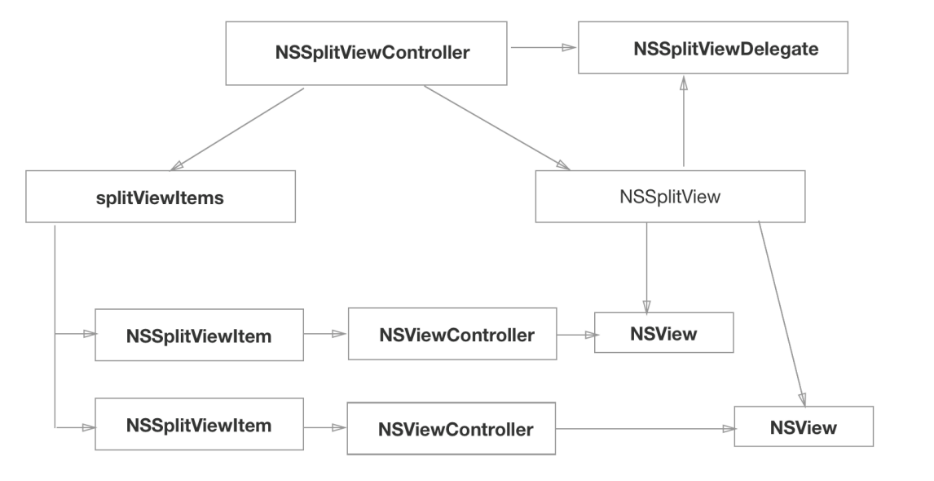 NSSplitViewController
NSSplitViewDelegate
splitViewItems
NSSplitView
NSSplitViewItem
NSViewController
NSView
NSSplitViewItem
NSViewController
NSView